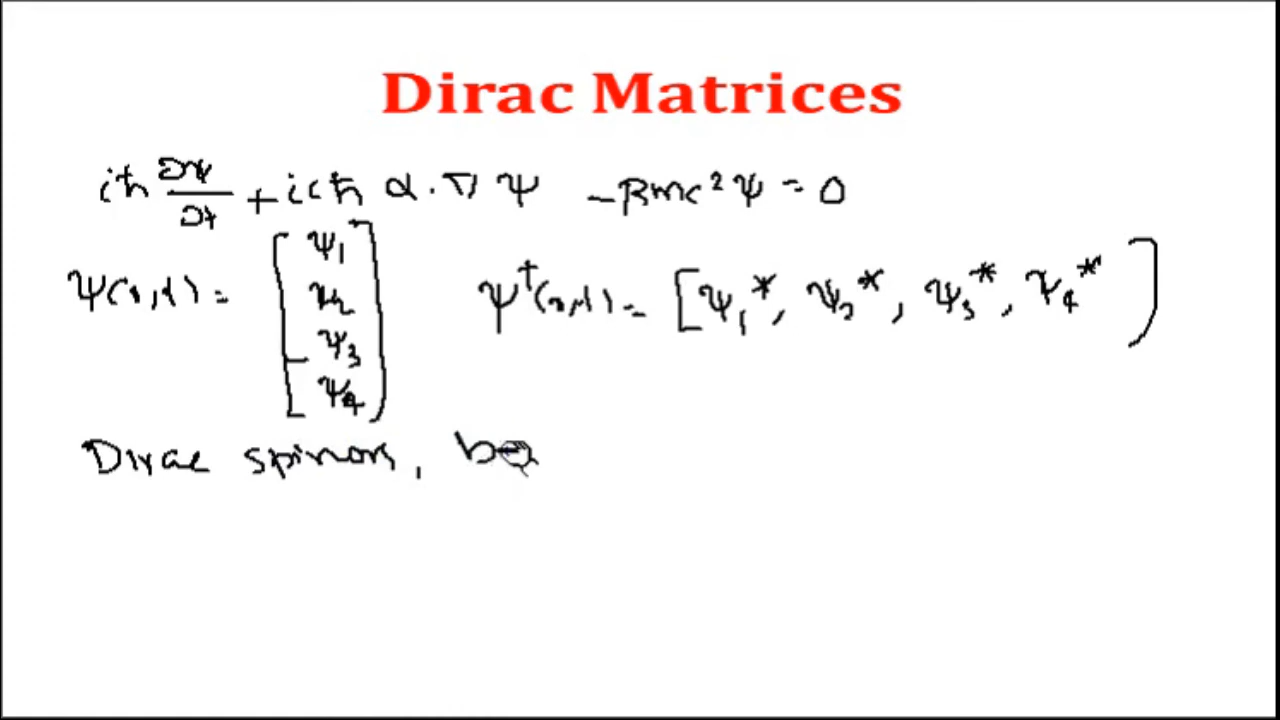 Dirac Matrices
iħ ∂ψ/∂t + icħ α.∇ψ - βmc²ψ = 0
ψ(r,t) = [ψ₁ ψ₂ ψ₃ ψ₄] ψ†(r,t) = [ψ₁*, ψ₂*, ψ₃*, ψ₄*]
Dirac spinors,